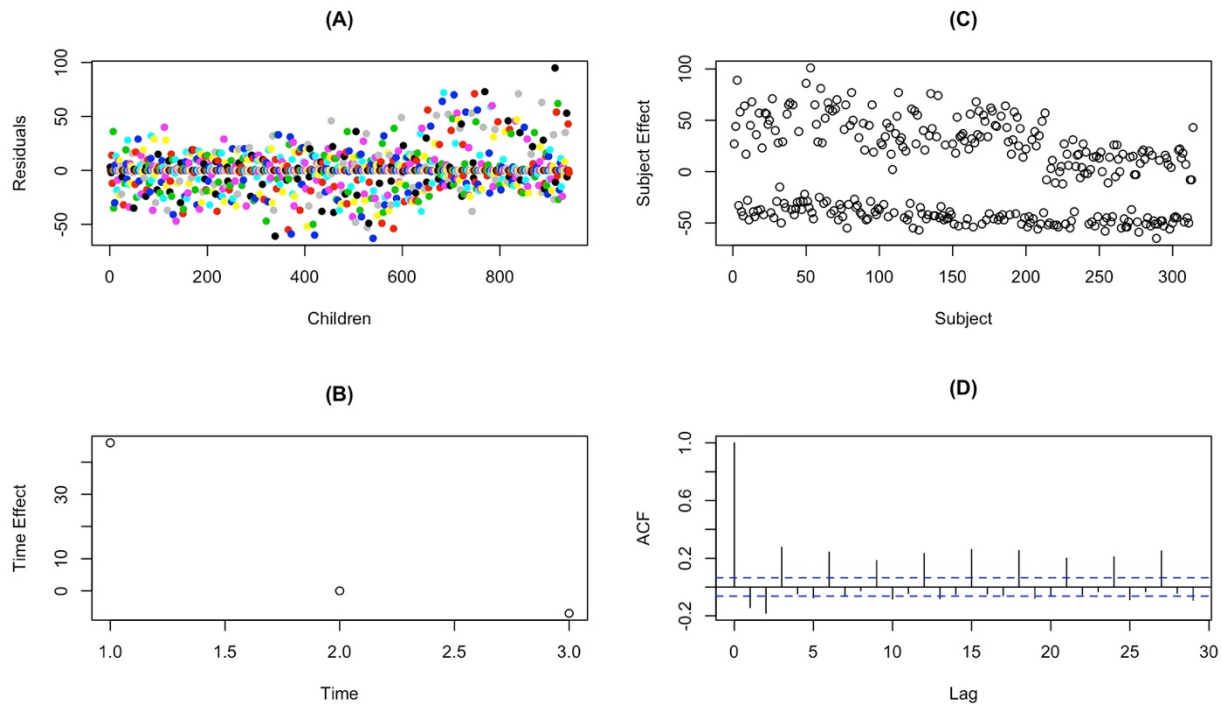 (A)
Residuals
100
50
0
-50
0 200 400 600 800
Children
(C)
Subject Effect
100
50
0
-50
0 50 100 150 200 250 300
Subject
(B)
Time Effect
30
10
0
1.0 1.5 2.0 2.5 3.0
Time
(D)
ACF
1.0
0.6
0.2
-0.2
0 5 10 15 20 25 30
Lag